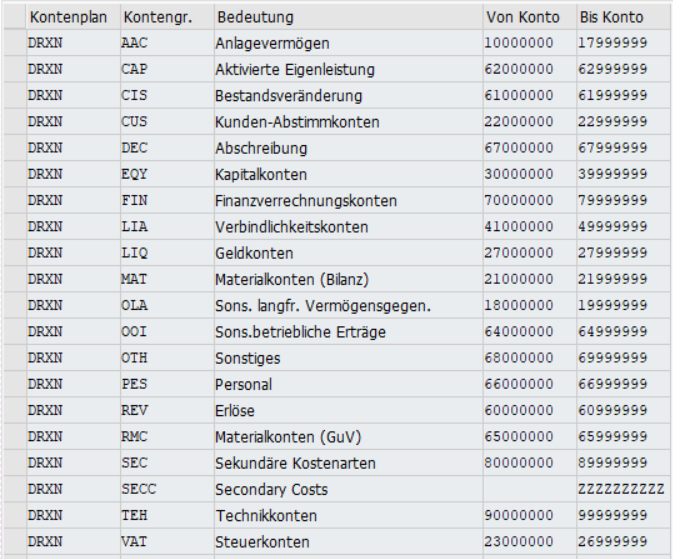 Kontenplan Kontengr. Bedeutung Von Konto Bis Konto
DRXN AAC Anlagevermögen 10000000 17999999
DRXN CAP Aktivierte Eigenleistung 62000000 62999999
DRXN CIS Bestandsveränderung 61000000 61999999
DRXN CUS Kunden-Abstimmkonten 22000000 22999999
DRXN DEC Abschreibung 67000000 67999999
DRXN EQY Kapitalkonten 30000000 39999999
DRXN FIN Finanzverrechnungskonten 70000000 79999999
DRXN LIA Verbindlichkeitskonten 41000000 49999999
DRXN LIQ Geldkonten 27000000 27999999
DRXN MAT Materialkonten (Bilanz) 21000000 21999999
DRXN OLA Sons. langfr. Vermögensgegen. 18000000 19999999
DRXN OOI Sons.betriebliche Erträge 64000000 64999999
DRXN OTH Sonstiges 68000000 69999999
DRXN PES Personal 66000000 66999999
DRXN REV Erlöse 60000000 60999999
DRXN RMC Materialkonten (GuV) 65000000 65999999
DRXN SEC Sekundäre Kostenarten 80000000 89999999
DRXN SECC Secondary Costs ZZZZZZZZZZ
DRXN TEH Technikkonten 90000000 99999999
DRXN VAT Steuerkonten 23000000 26999999